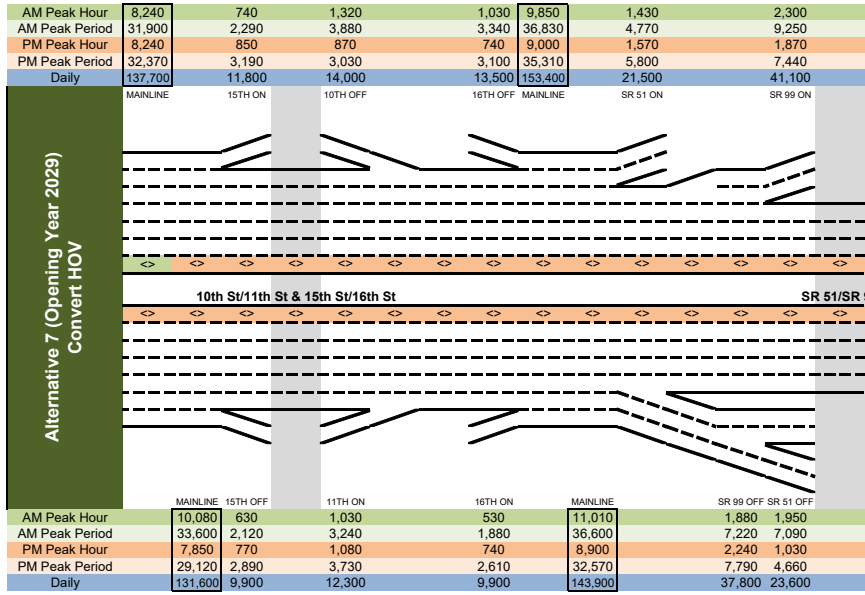 AM Peak Hour 8,240 740 1,320 1,030 9,850 1,430 2,300
AM Peak Period 31,900 2,290 3,880 3,340 36,830 4,770 9,250
PM Peak Hour 8,240 850 870 740 9,000 1,570 1,870
PM Peak Period 32,370 3,190 3,030 3,100 35,310 5,800 7,440
Daily 137,700 11,800 14,000 13,500 153,400 21,500 41,100
MAINLINE 15TH ON 10TH OFF 16TH OFF MAINLINE SR 51 ON SR 99 ON
Alternative 7 (Opening Year 2029)
Convert HOV
<> <> <> <> <> <> <> <> <> <> <> <> <> <> <>
10th St/11th St & 15th St/16th St SR 51/SR 9
<> <> <> <> <> <> <> <> <> <> <> <> <> <> <>
MAINLINE 15TH OFF 11TH ON 16TH ON MAINLINE SR 99 OFF SR 51 OFF
AM Peak Hour 10,080 630 1,030 530 11,010 1,880 1,950
AM Peak Period 33,600 2,120 3,240 1,880 36,600 7,220 7,090
PM Peak Hour 7,850 770 1,080 740 8,900 2,240 1,030
PM Peak Period 29,120 2,890 3,730 2,610 32,570 7,790 4,660
Daily 131,600 9,900 12,300 9,900 143,900 37,800 23,600